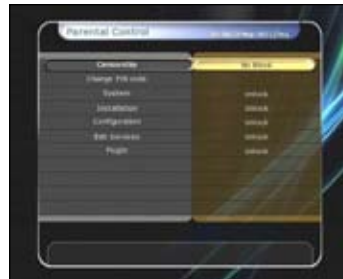 Parental Control
Censorship No Block
Change PIN code
System Unlock
Installation Unlock
Configuration Unlock
Edit Services Unlock
Plugin Unlock